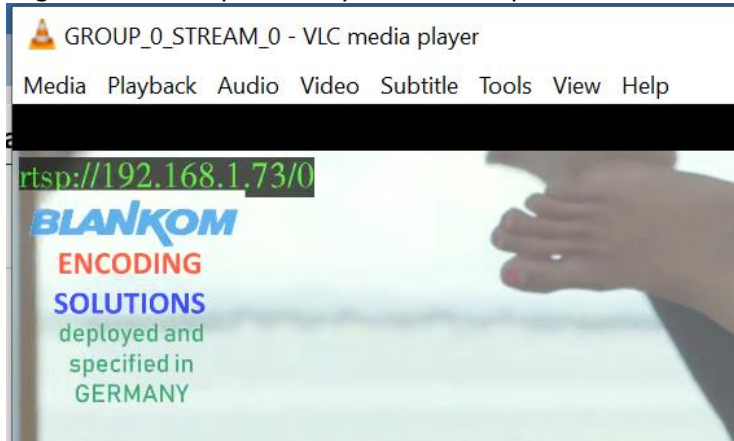 GROUP_0_STREAM_0 - VLC media player
Media Playback Audio Video Subtitle Tools View Help
rtsp://192.168.1.73/0
BLANKOM
ENCODING
SOLUTIONS
deployed and
specified in
GERMANY